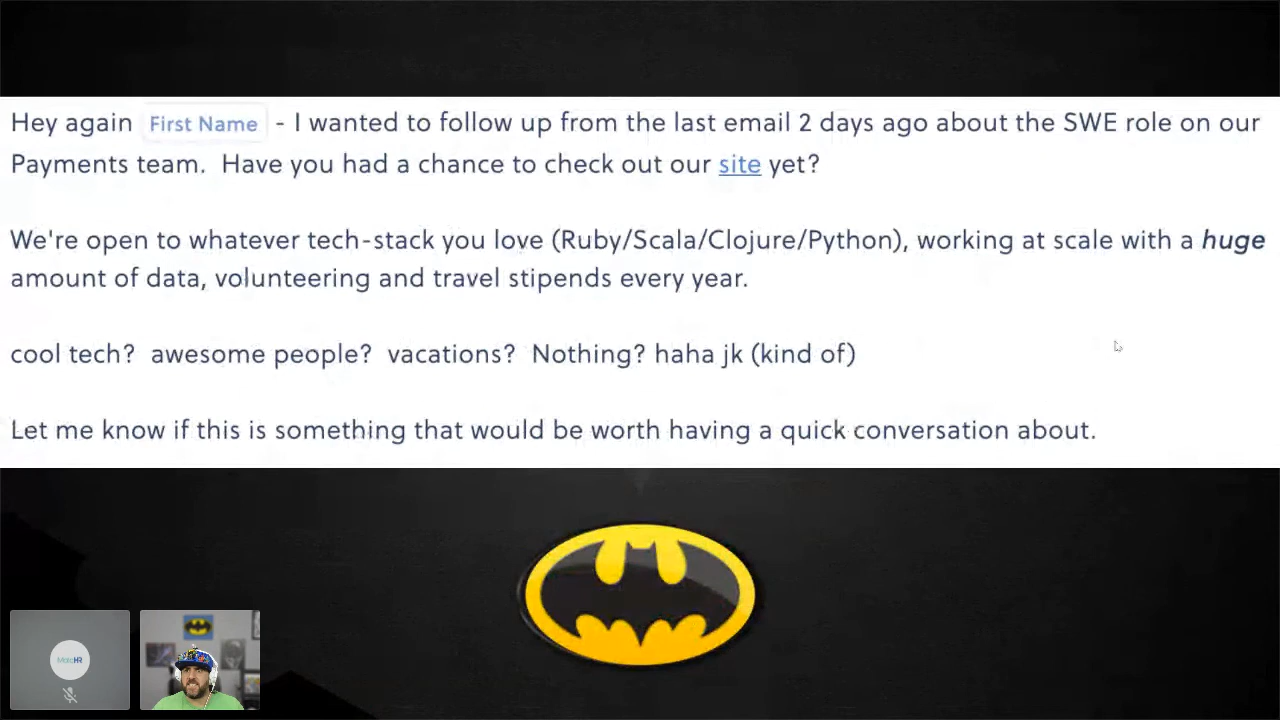 Hey again First Name - I wanted to follow up from the last email 2 days ago about the SWE role on our
Payments team.  Have you had a chance to check out our site yet?
We're open to whatever tech-stack you love (Ruby/Scala/Clojure/Python), working at scale with a huge
amount of data, volunteering and travel stipends every year.
cool tech?  awesome people?  vacations?  Nothing? haha jk (kind of)
Let me know if this is something that would be worth having a quick conversation about.